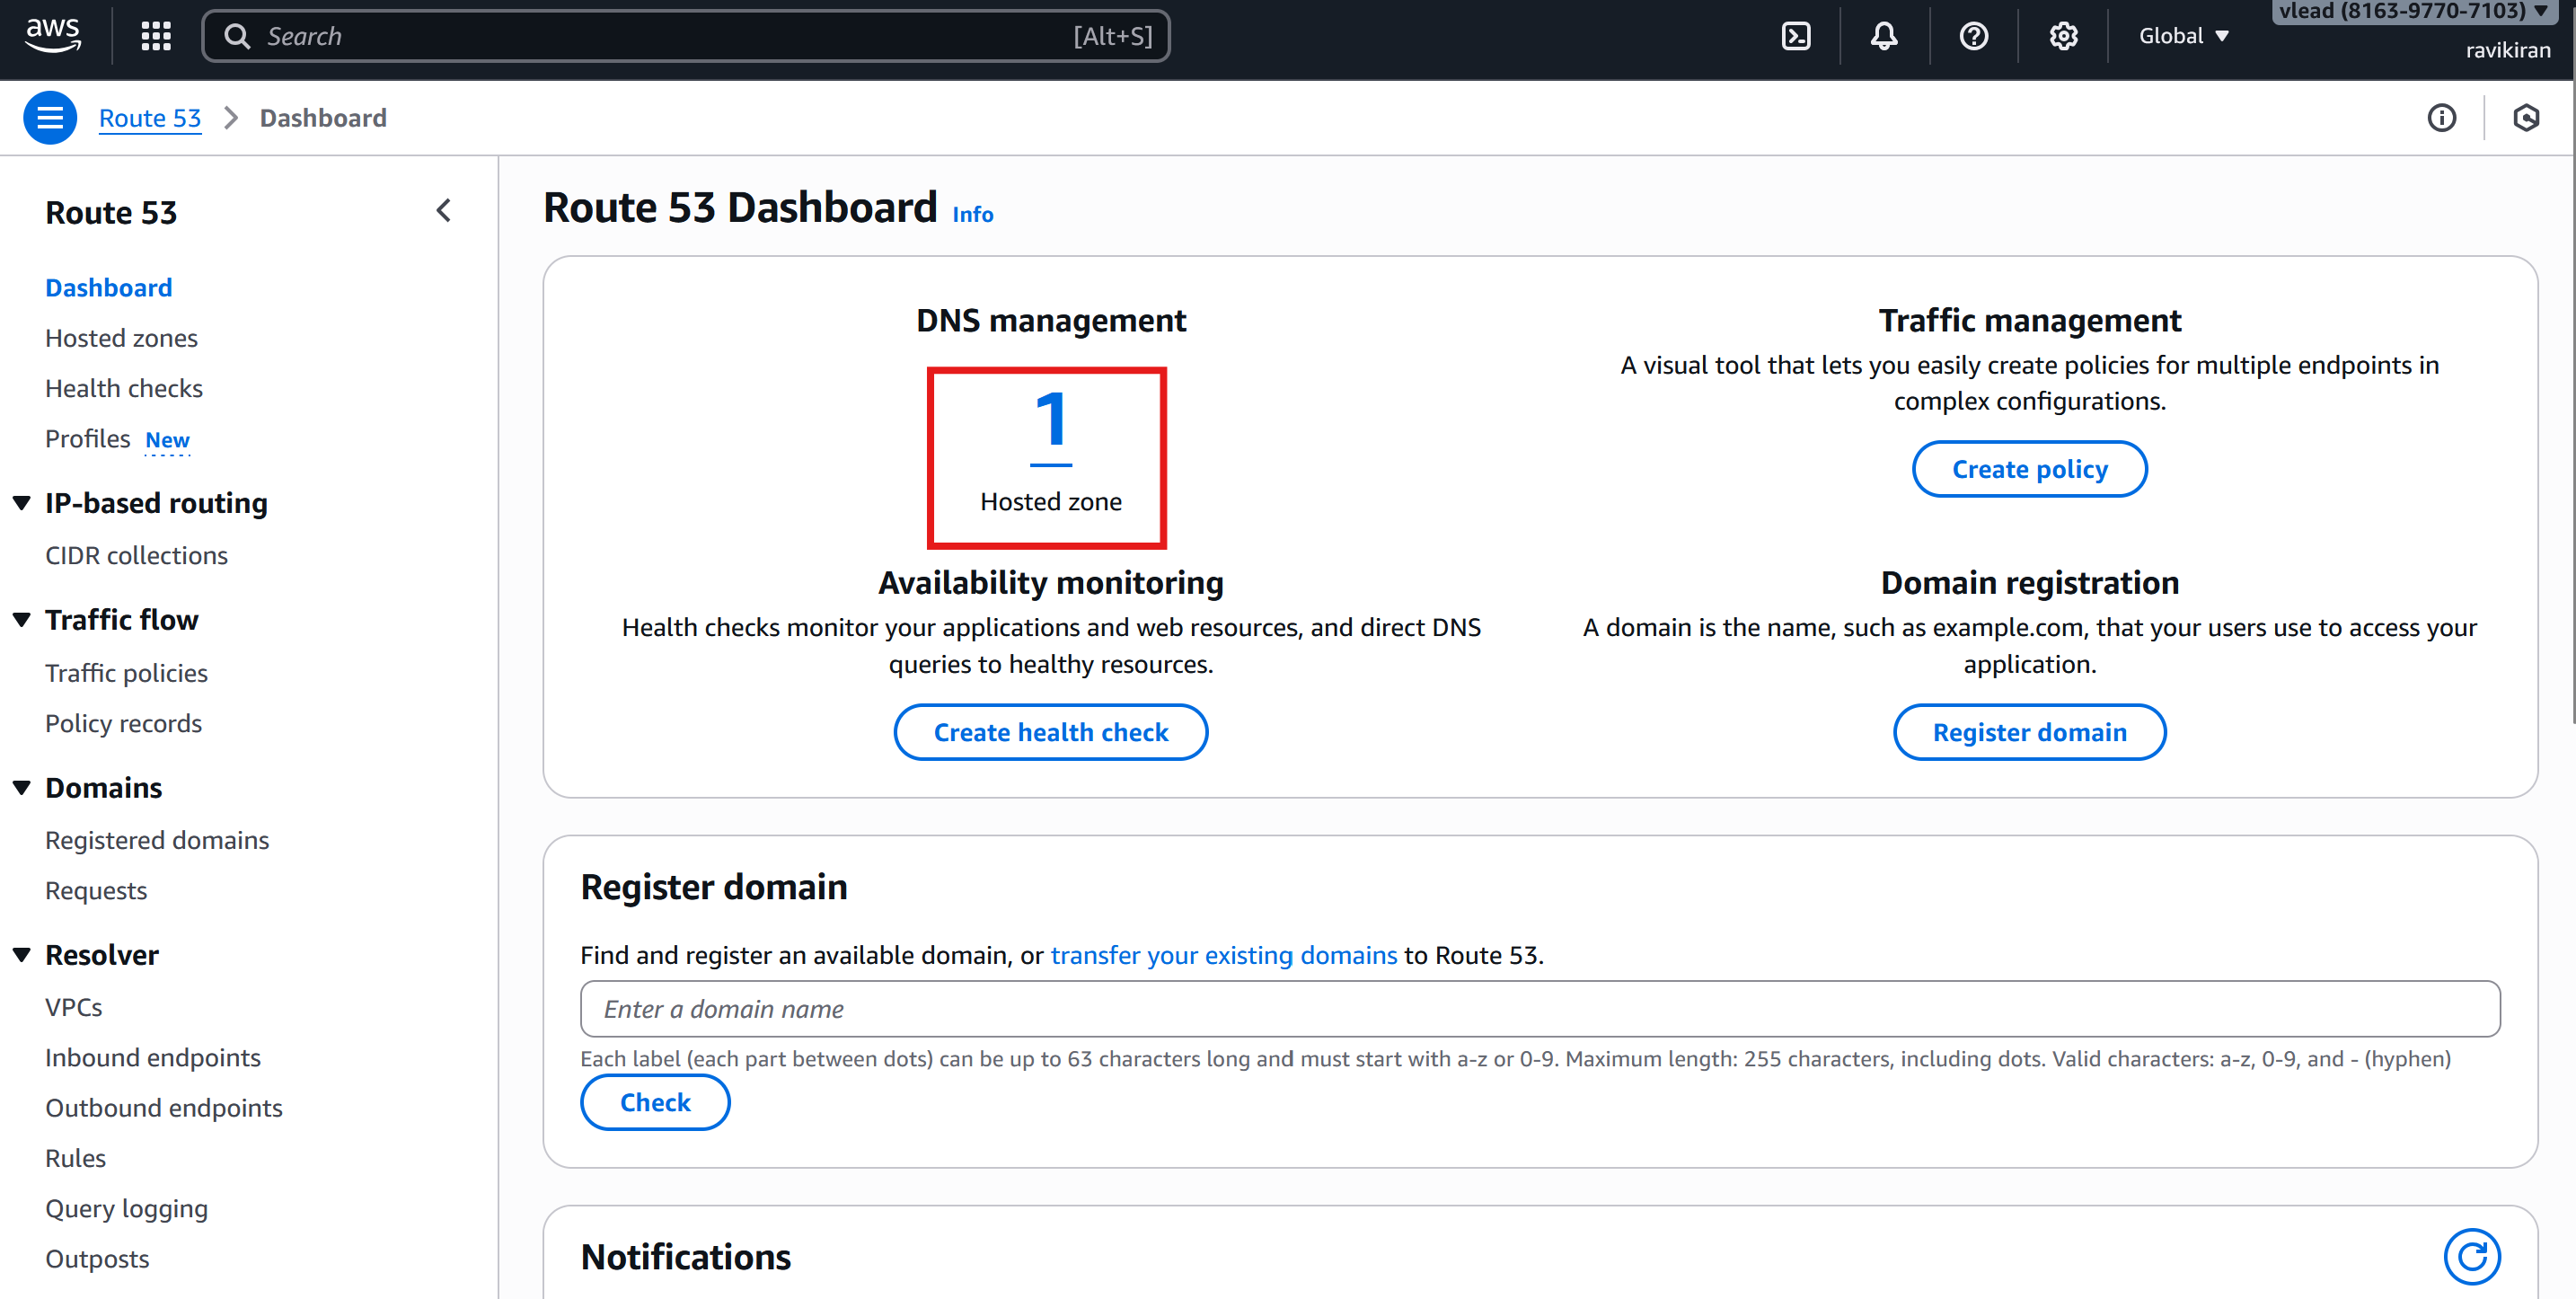 aws
Search
[Alt+S]
Global
vlead (8163-9770-7103)
ravikiran
Route 53
Dashboard
Route 53
Dashboard
Hosted zones
Health checks
Profiles New
IP-based routing
CIDR collections
Traffic flow
Traffic policies
Policy records
Domains
Registered domains
Requests
Resolver
VPCs
Inbound endpoints
Outbound endpoints
Rules
Query logging
Outposts
Route 53 Dashboard Info
DNS management
1
Hosted zone
Traffic management
A visual tool that lets you easily create policies for multiple endpoints in
complex configurations.
Create policy
Availability monitoring
Health checks monitor your applications and web resources, and direct DNS
queries to healthy resources.
Create health check
Domain registration
A domain is the name, such as example.com, that your users use to access your
application.
Register domain
Register domain
Find and register an available domain, or transfer your existing domains to Route 53.
Enter a domain name
Each label (each part between dots) can be up to 63 characters long and must start with a-z or 0-9. Maximum length: 255 characters, including dots. Valid characters: a-z, 0-9, and - (hyphen)
Check
Notifications